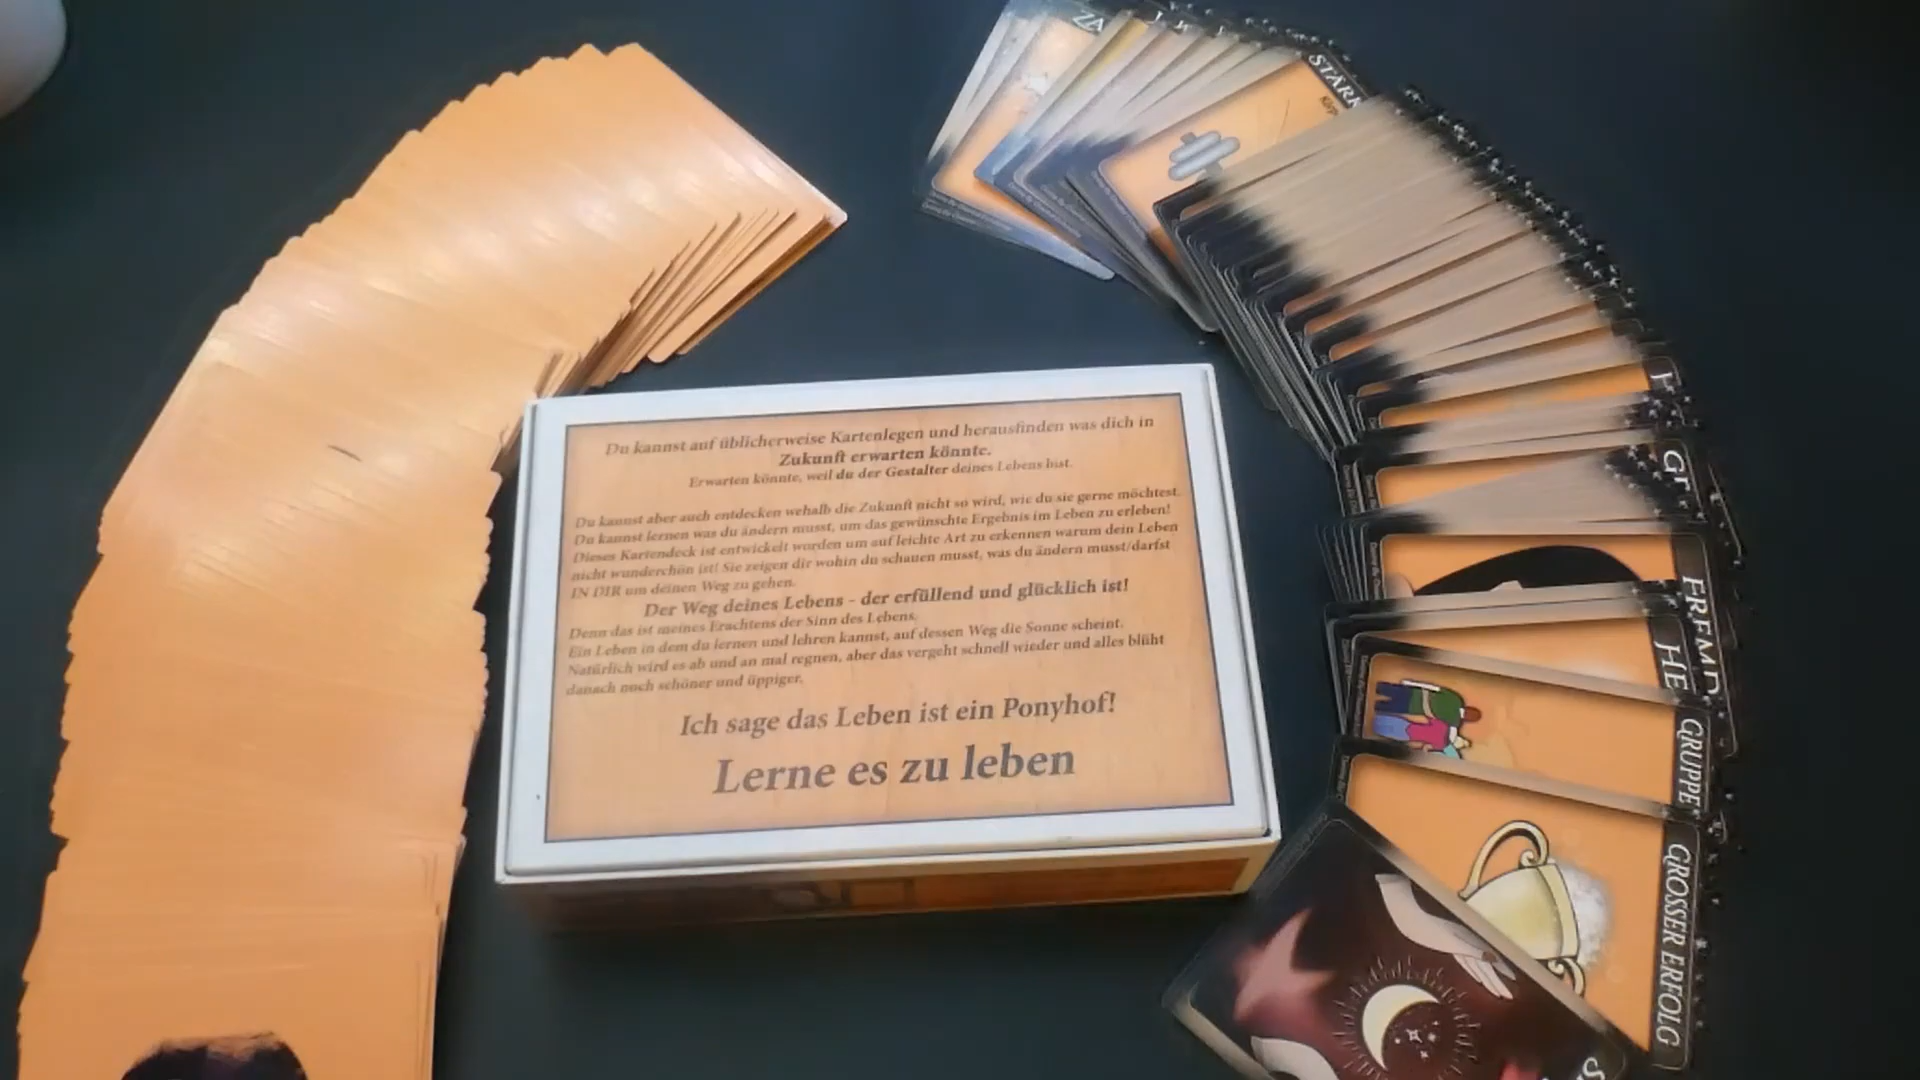 Du kannst auf üblicherweise Kartenlegen und herausfinden was dich in
Zukunft erwarten könnte.
Erwarten könnte, weil du der Gestalter deines Lebens bist.
Du kannst aber auch entdecken wehalb die Zukunft nicht so wird, wie du sie gerne möchtest.
Du kannst lernen was du ändern musst, um das gewünschte Ergebnis im Leben zu erleben!
Dieses Kartendeck ist entwickelt worden um auf leichte Art zu erkennen warum dein Leben
nicht wunderchön ist! Sie zeigen dir wohin du schauen musst, was du ändern musst/darfst
IN DIR um deinen Weg zu gehen.
Der Weg deines Lebens - der erfüllend und glücklich ist!
Denn das ist meines Erachtens der Sinn des Lebens.
Ein Leben in dem du lernen und lehren kannst, auf dessen Weg die Sonne scheint.
Natürlich wird es ab und an mal regnen, aber das vergeht schnell wieder und alles blüht
danach noch schöner und üppiger.
Ich sage das Leben ist ein Ponyhof!
Lerne es zu leben
STÄRK
GR
FREMD
HE
GRUPPE
GROSSER ERFOLG